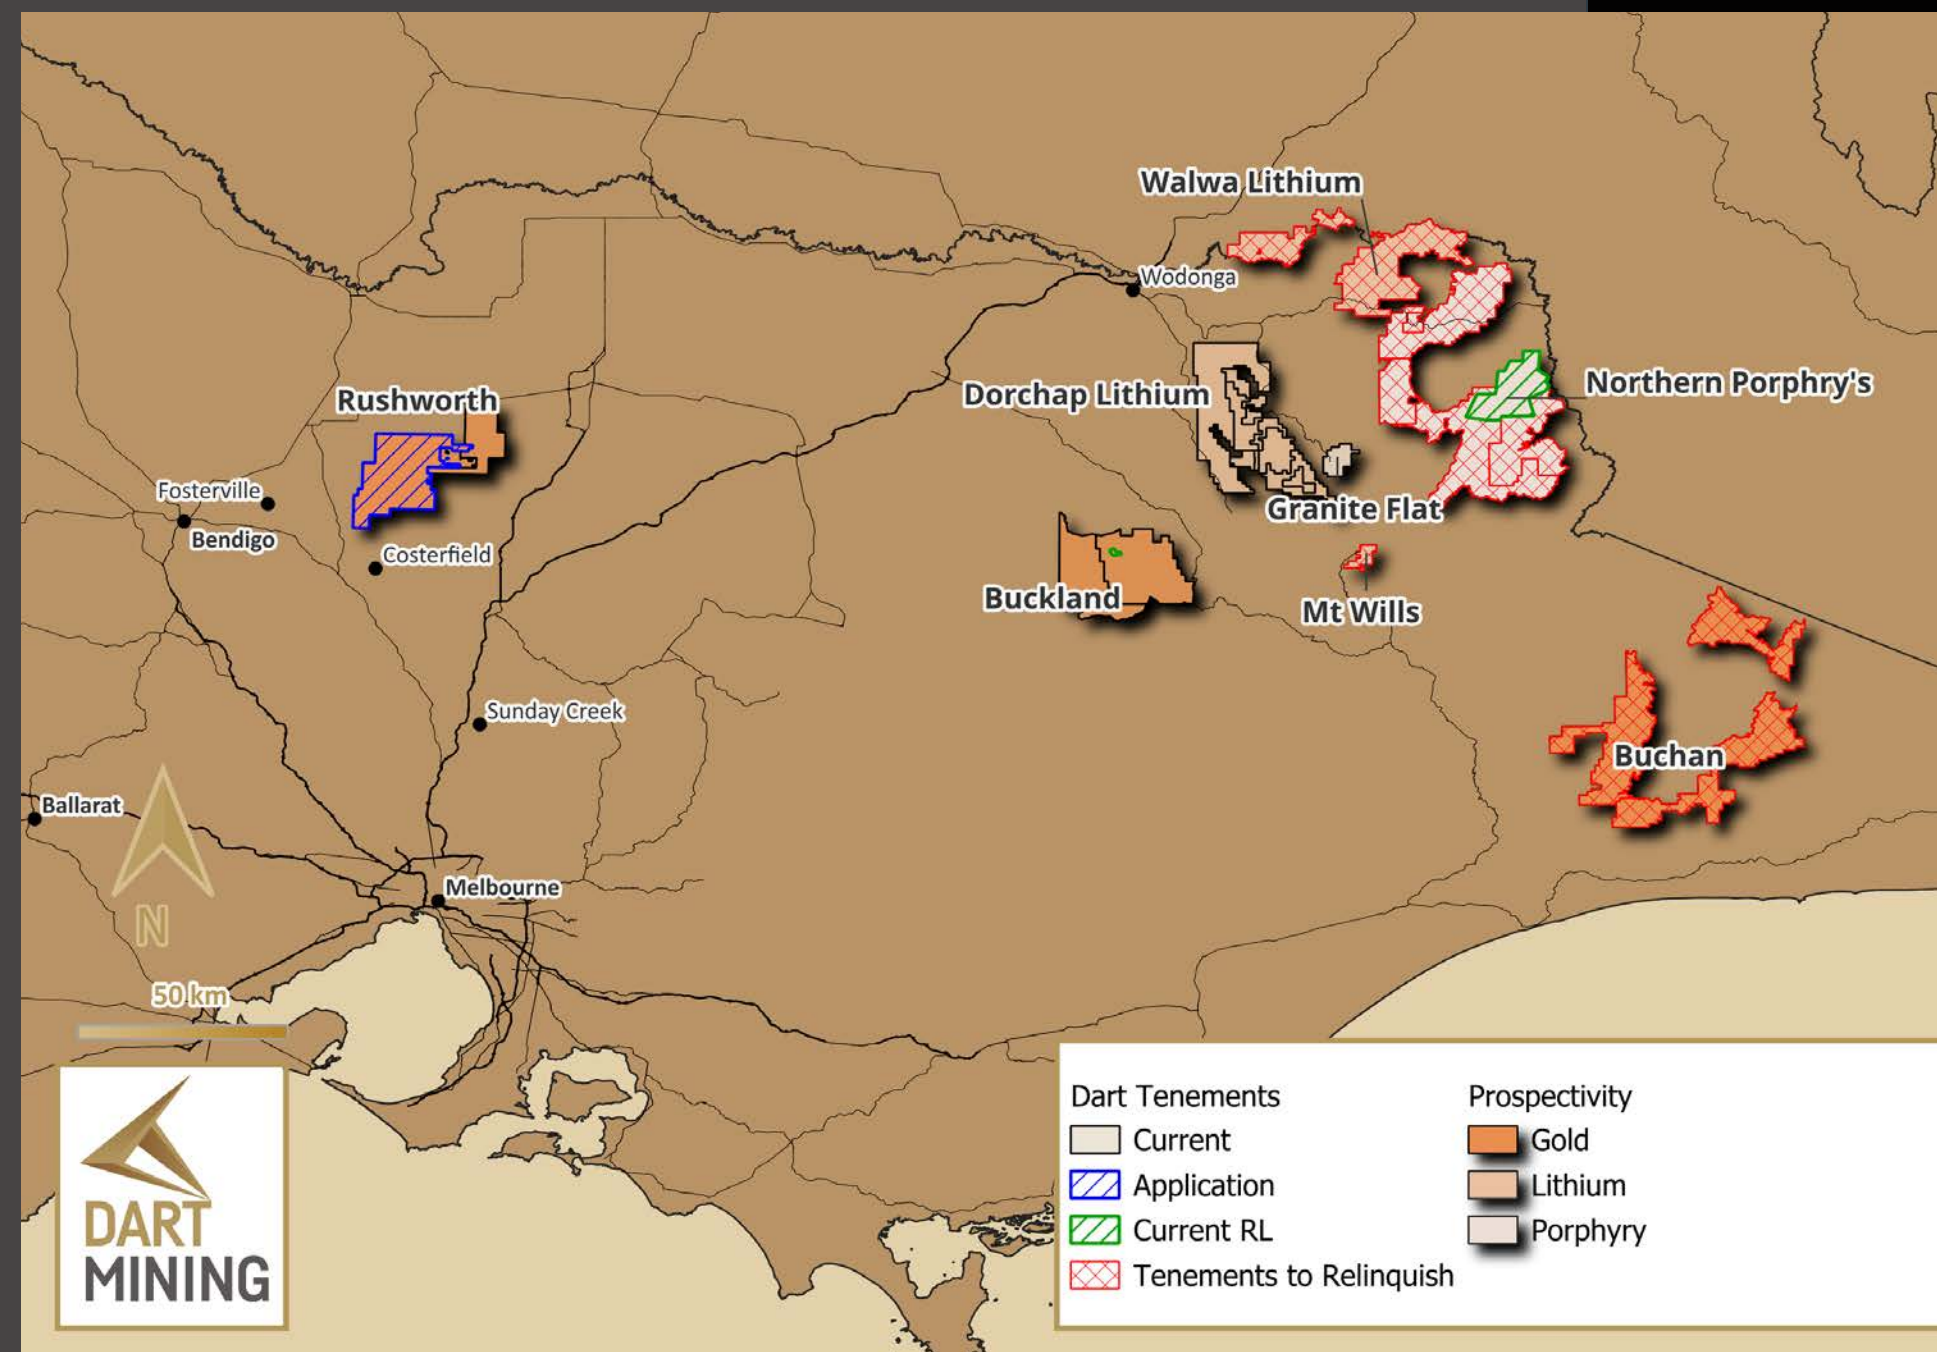 Walwa Lithium
Wodonga
Northern Porphry's
Dorchap Lithium
Rushworth
Fosterville
Bendigo
Granite Flat
Costerfield
Buckland
Mt Wills
Sunday Creek
Buchan
Ballarat
Melbourne
N
50 km
DART
MINING
Dart Tenements
Current
Application
Current RL
Tenements to Relinquish
Prospectivity
Gold
Lithium
Porphyry